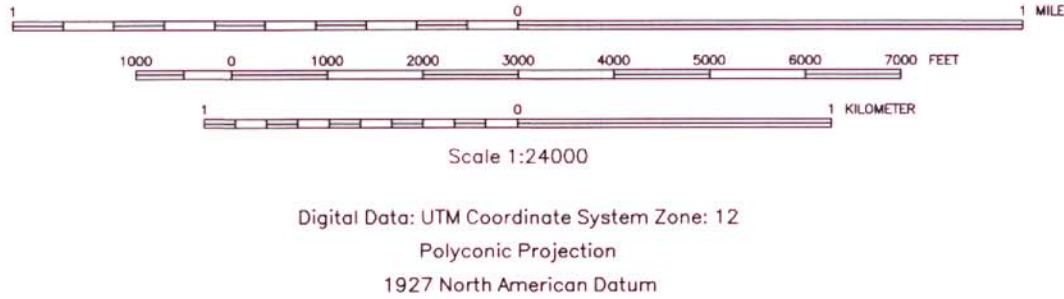 1 0 1 MILE
1000 0 1000 2000 3000 4000 5000 6000 7000 FEET
1 0 1 KILOMETER
Scale 1:24000
Digital Data: UTM Coordinate System Zone: 12
Polyconic Projection
1927 North American Datum